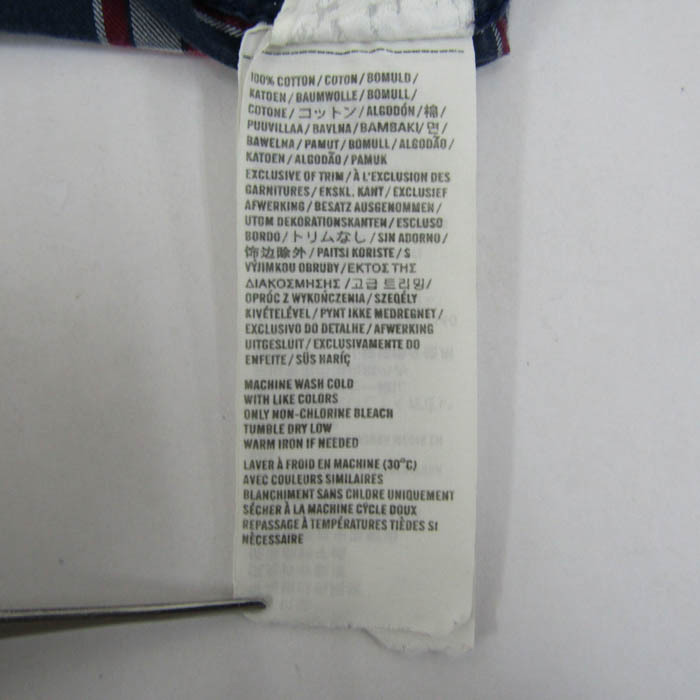 100% COTTON/COTON/BOMULD/
KATOEN/BAUMWOLLE/BOMULL/
COTONE/コットン/ALGODÓN/棉/
PUUVILLAA/BAVLNA/BAMBAKI/면/
BAWELNA/PAMUT/BOMULL/ALGODÃO/
KATOEN/ALGODÃO/PAMUK
EXCLUSIVE OF TRIM/À L'EXCLUSION DES
GARNITURES/EKSKL. KANT/EXCLUSIEF
AFWERKING/BESATZ AUSGENOMMEN/
UTOM DEKORATIONSKANTEN/ESCLUSO
BORDO/トリムなし/SIN ADORNO/
饰边除外/PAITSI KORISTE/S
VÝJIMKOU OBRUBY/ΕΚΤΟΣ ΤΗΣ
ΔΙΑΚΟΣΜΗΣΗΣ/고급 트리밍/
OPRÓC Z WYKOŃCZENIA/SZEGÉLY
KIVÉTELÉVEL/PYNT IKKE MEDREGNET/
EXCLUSIVO DO DETALHE/AFWERKING
UITGESLUIT/EXCLUSIVAMENTE DO
ENFEITE/SÜS HARİÇ
MACHINE WASH COLD
WITH LIKE COLORS
ONLY NON-CHLORINE BLEACH
TUMBLE DRY LOW
WARM IRON IF NEEDED
LAVER À FROID EN MACHINE (30°C)
AVEC COULEURS SIMILAIRES
BLANCHIMENT SANS CHLORE UNIQUEMENT
SÉCHER À LA MACHINE CYCLE DOUX
REPASSAGE À TEMPÉRATURES TIÈDES SI
NÉCESSAIRE